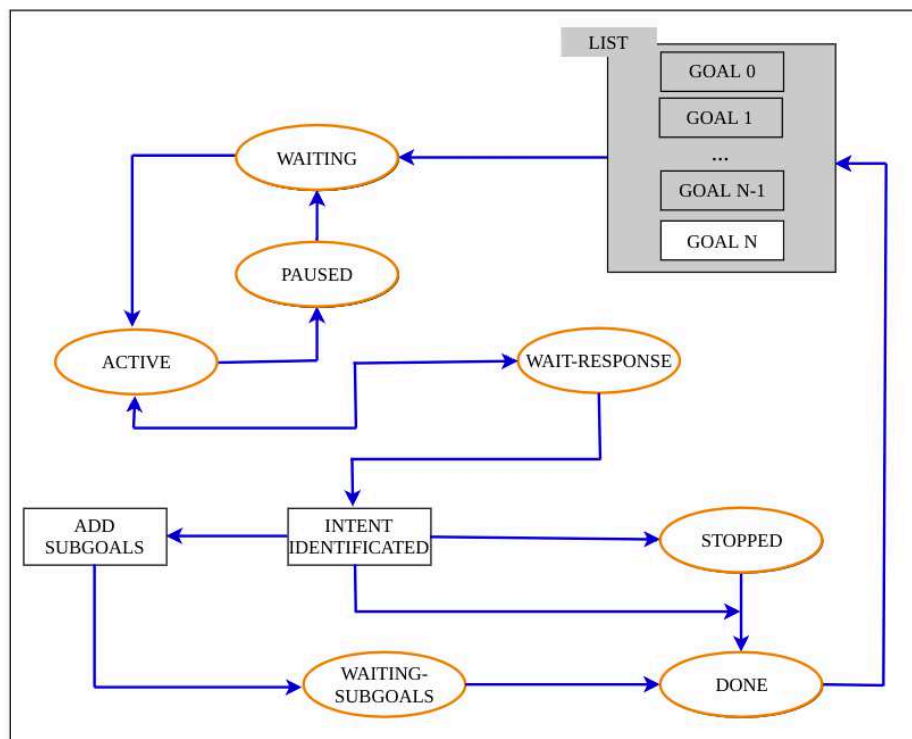 LIST
GOAL 0
GOAL 1
...
GOAL N-1
GOAL N
WAITING
PAUSED
ACTIVE
WAIT-RESPONSE
ADD
SUBGOALS
INTENT
IDENTIFICATED
STOPPED
WAITING-
SUBGOALS
DONE